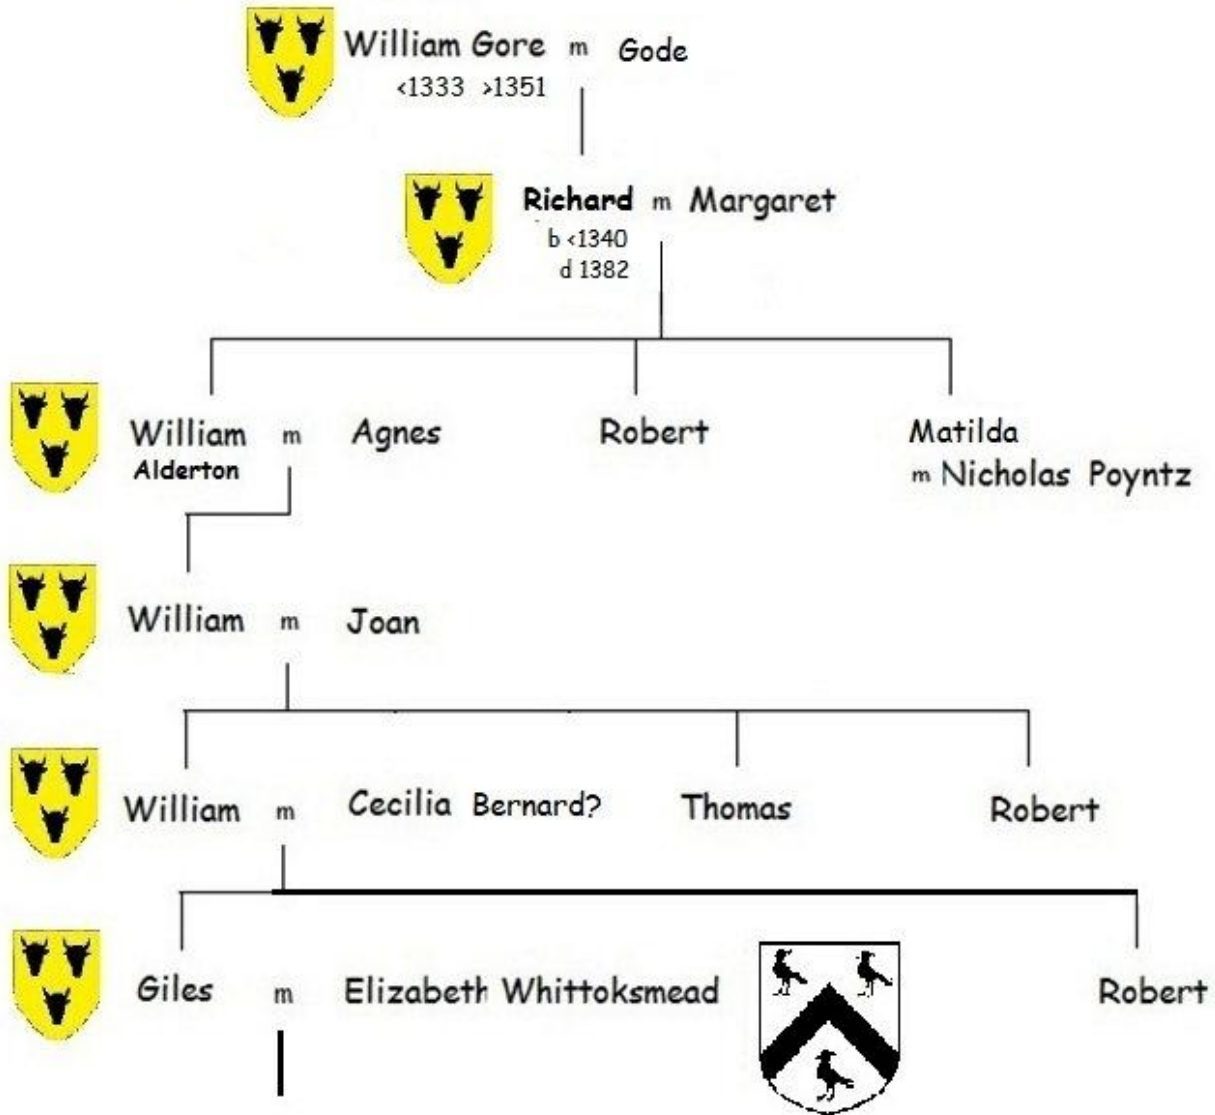 William Gore m Gode
<1333 >1351
Richard m Margaret
b <1340
d 1382
William m Agnes Robert Matilda
Alderton m Nicholas Poyntz
William m Joan
William m Cecilia Bernard? Thomas Robert
Giles m Elizabeth Whittoksmead Robert